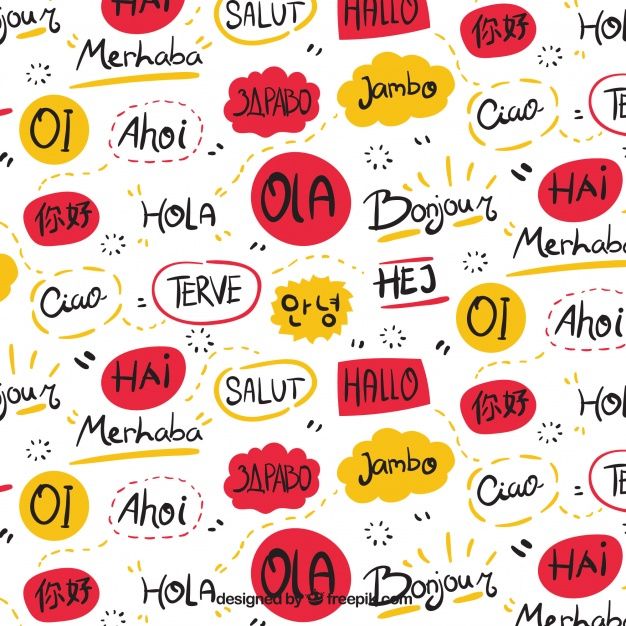 SALUT
HALLO
你好
HOL
Bonjour
Merhaba
OI
Ahoi
ЗДРАВО
Jambo
Ciao
TE
你好
HOLA
OlA
Bonjour
HAi
Merhaba
Ciao
TERVE
안녕
HEJ
OI
Ahoi
HAi
SALUT
HALLO
你好
HOL
jour
Merhaba
OI
Ahoi
ЗДРАВО
Jambo
Ciao
TE
你好
HOLA
OlA
Bonjour
HAi
Merhaba
designed by freepik.com